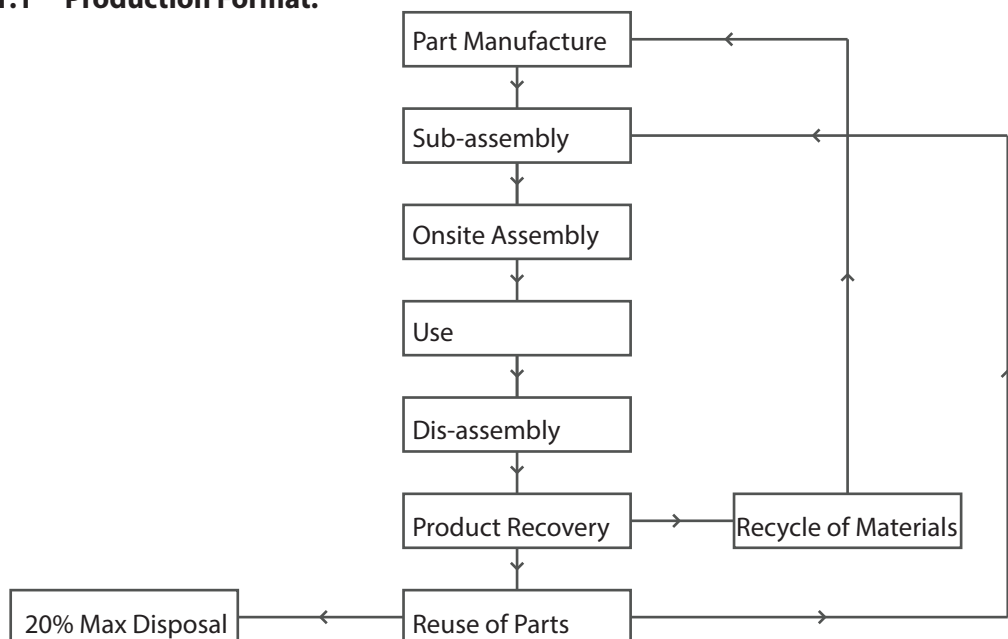 Production Format.
Part Manufacture
Sub-assembly
Onsite Assembly
Use
Dis-assembly
Product Recovery
Recycle of Materials
20% Max Disposal
Reuse of Parts